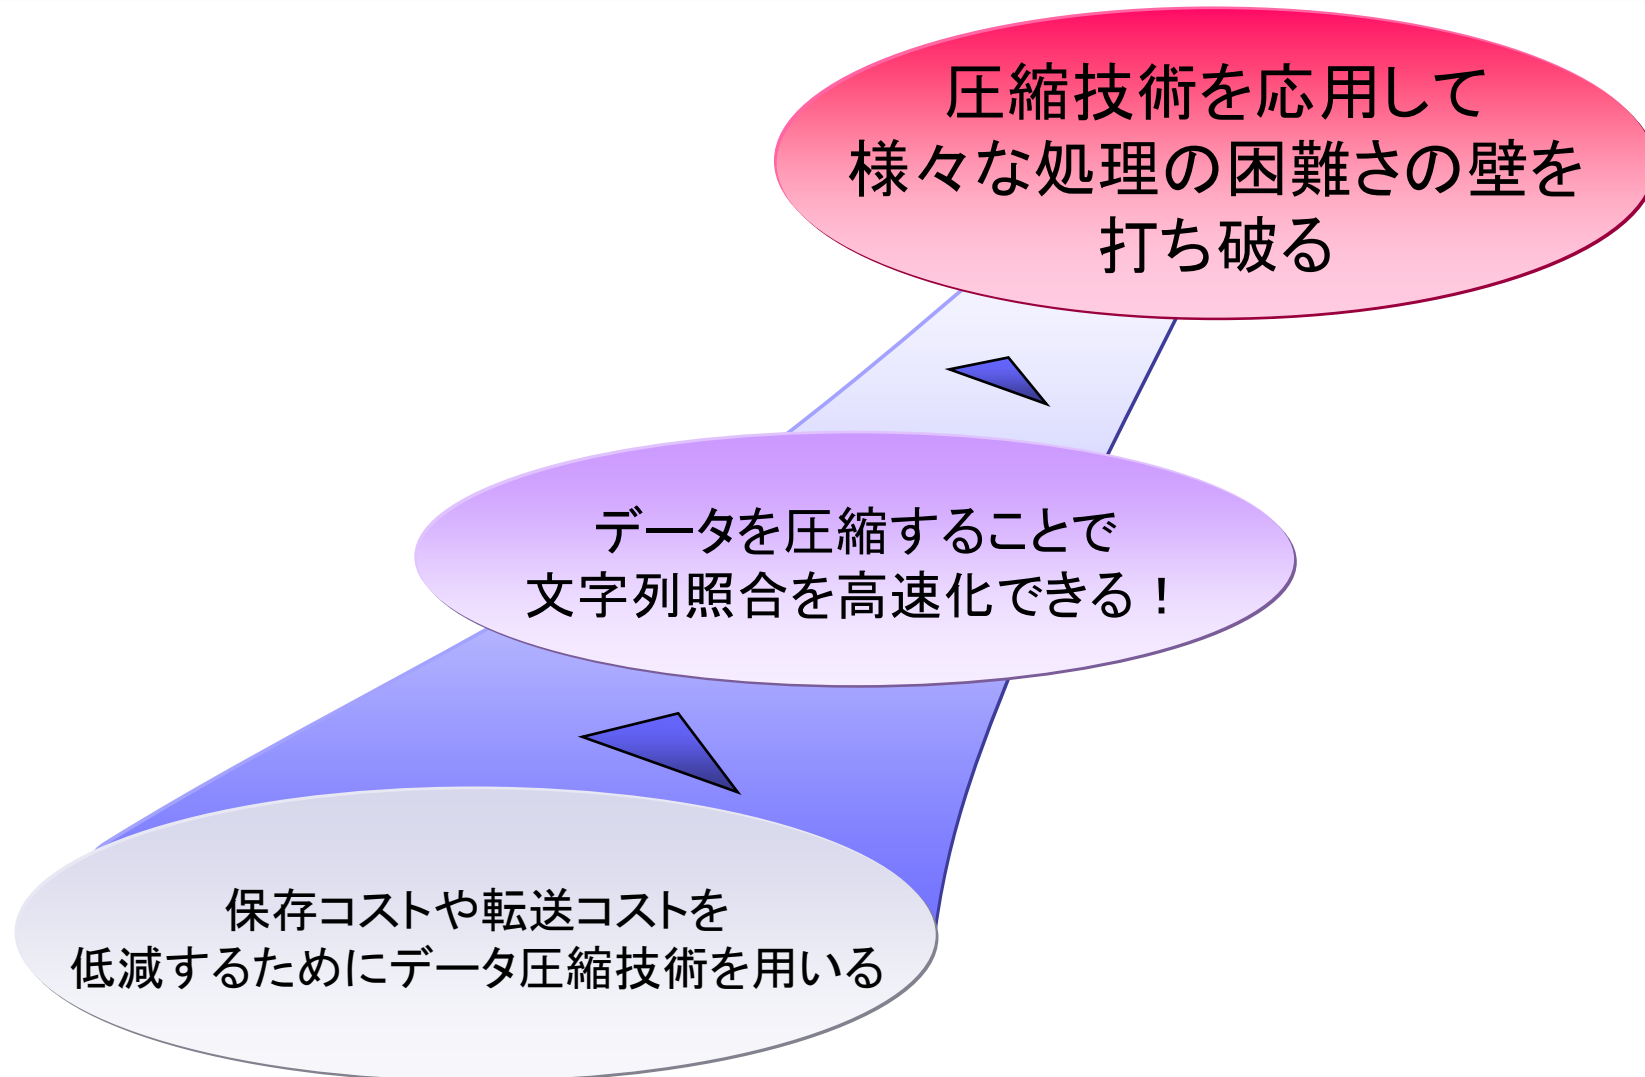 圧縮技術を応用して
様々な処理の困難さの壁を
打ち破る
データを圧縮することで
文字列照合を高速化できる！
保存コストや転送コストを
低減するためにデータ圧縮技術を用いる